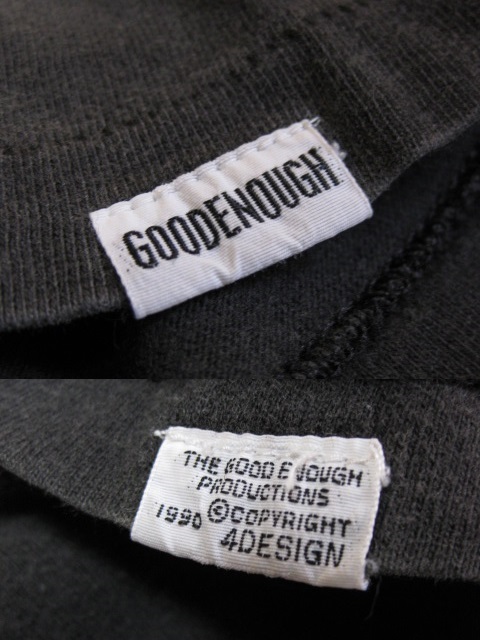 GOODENOUGH
THE GOOD ENOUGH
PRODUCTIONS
1990 ©COPYRIGHT
4DESIGN